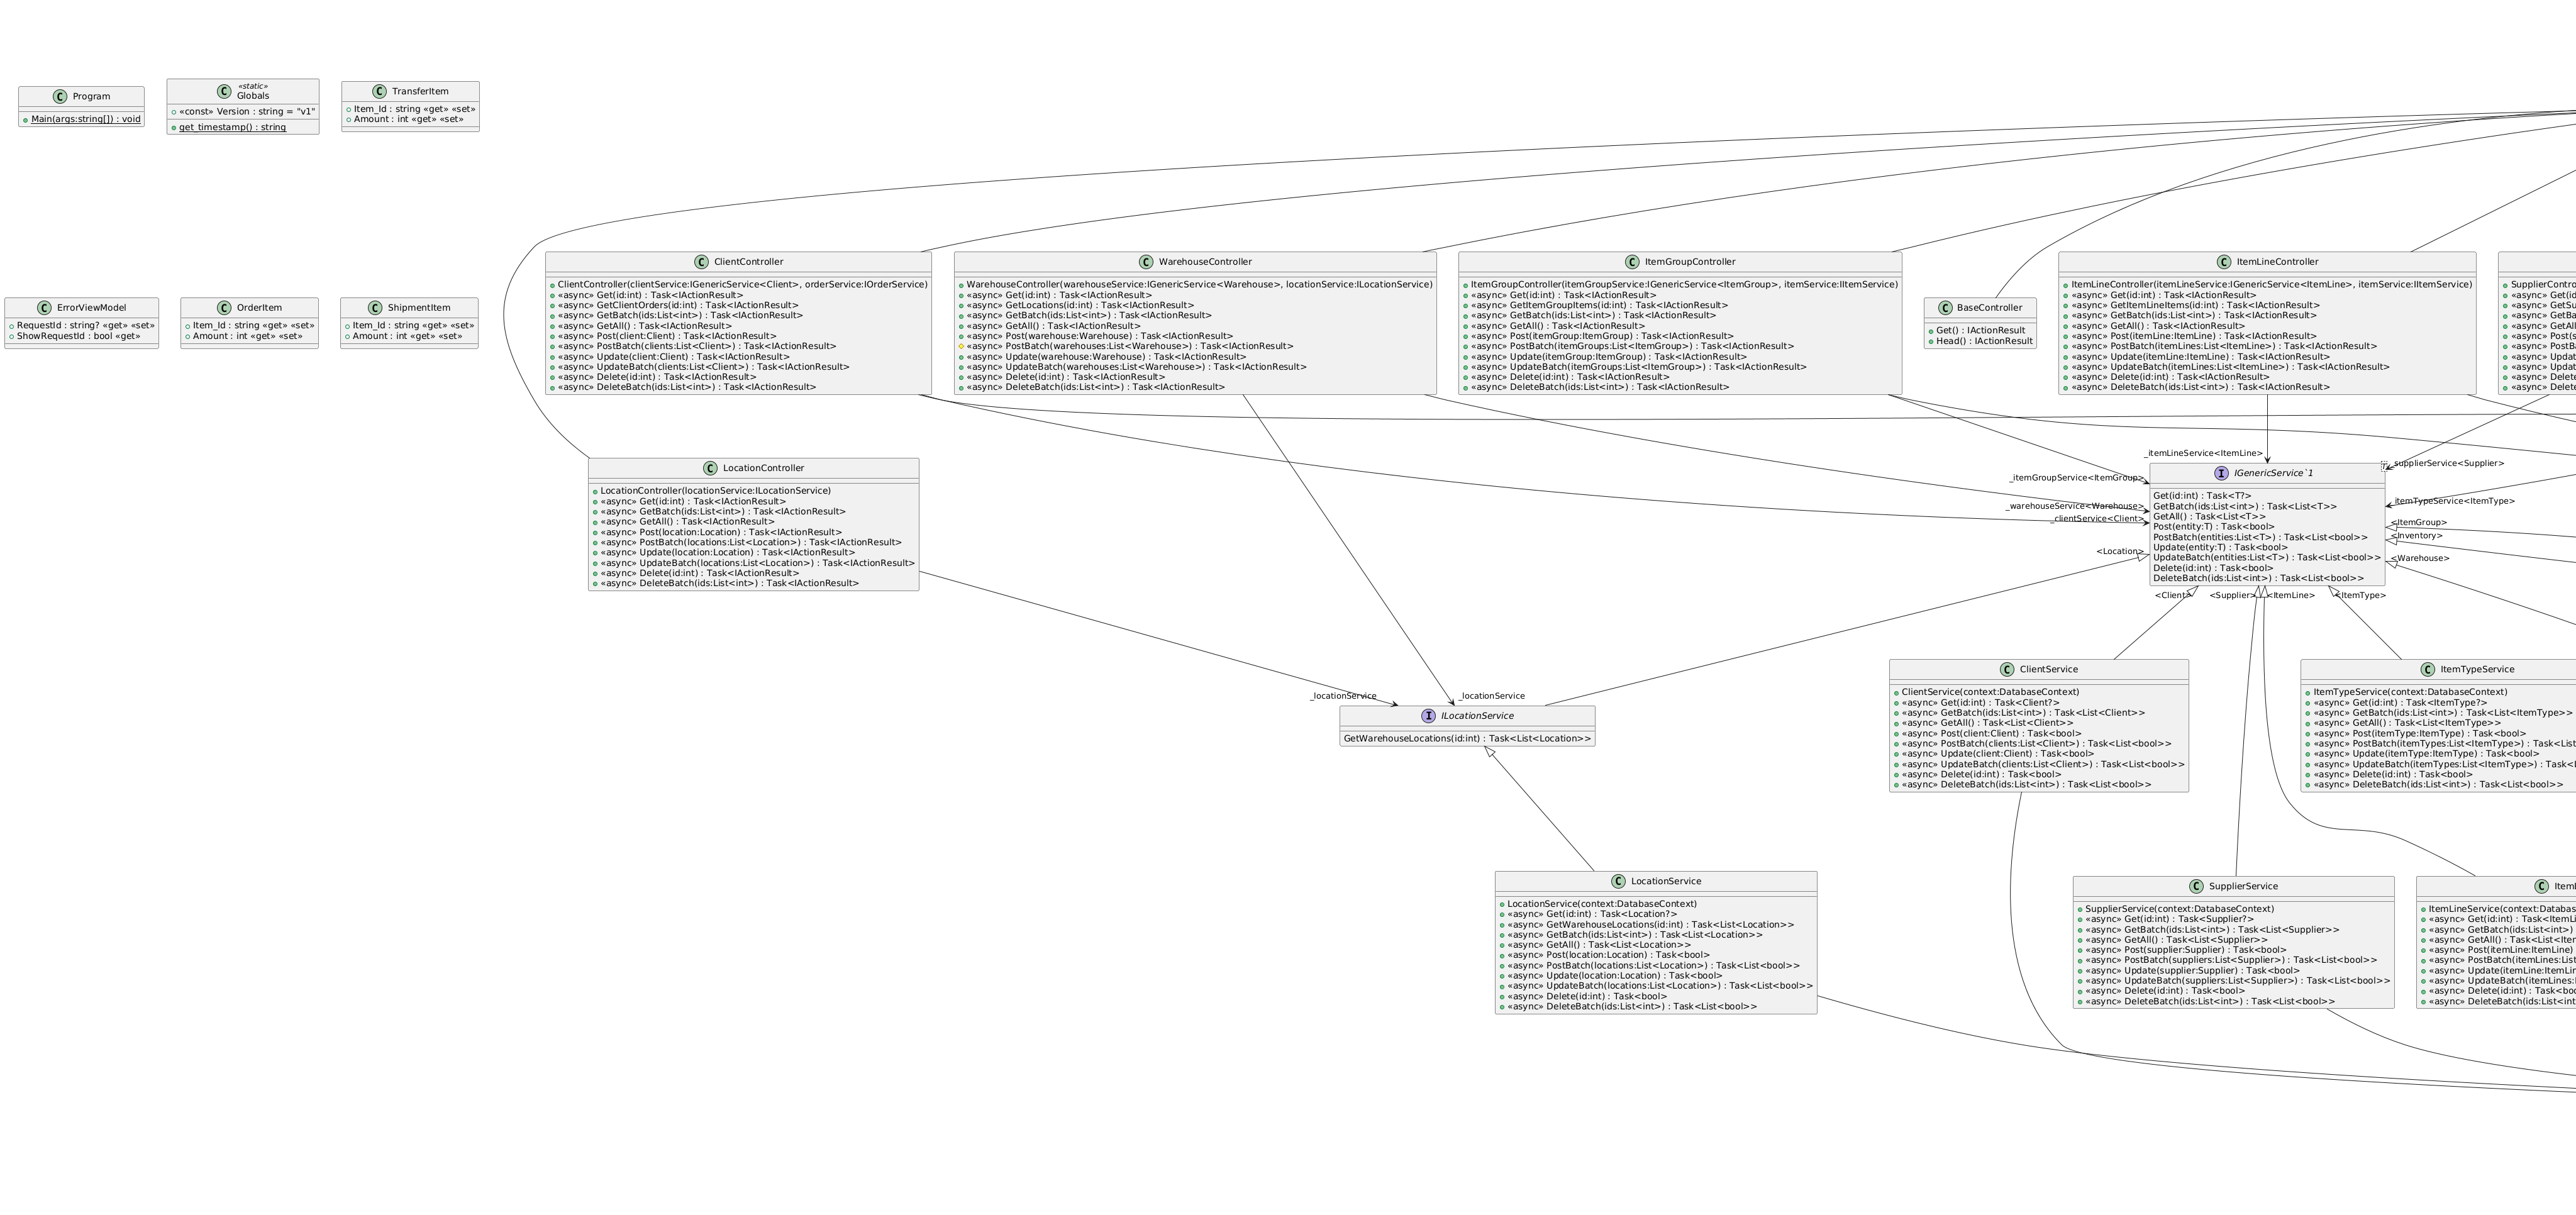 Program
Main(args:string[]) : void
«static»
Globals
«const» Version : string = "v1"
get_timestamp() : string
TransferItem
Item_Id : string «get» «set»
Amount : int «get» «set»
ErrorViewModel
RequestId : string? «get» «set»
ShowRequestId : bool «get»
OrderItem
Item_Id : string «get» «set»
Amount : int «get» «set»
ShipmentItem
Item_Id : string «get» «set»
Amount : int «get» «set»
ClientController
ClientController(clientService:IGenericService<Client>, orderService:IOrderService)
«async» Get(id:int) : Task<IActionResult>
«async» GetClientOrders(id:int) : Task<IActionResult>
«async» GetBatch(ids:List<int>) : Task<IActionResult>
«async» GetAll() : Task<IActionResult>
«async» Post(client:Client) : Task<IActionResult>
«async» PostBatch(clients:List<Client>) : Task<IActionResult>
«async» Update(client:Client) : Task<IActionResult>
«async» UpdateBatch(clients:List<Client>) : Task<IActionResult>
«async» Delete(id:int) : Task<IActionResult>
«async» DeleteBatch(ids:List<int>) : Task<IActionResult>
WarehouseController
WarehouseController(warehouseService:IGenericService<Warehouse>, locationService:ILocationService)
«async» Get(id:int) : Task<IActionResult>
«async» GetLocations(id:int) : Task<IActionResult>
«async» GetBatch(ids:List<int>) : Task<IActionResult>
«async» GetAll() : Task<IActionResult>
«async» Post(warehouse:Warehouse) : Task<IActionResult>
«async» PostBatch(warehouses:List<Warehouse>) : Task<IActionResult>
«async» Update(warehouse:Warehouse) : Task<IActionResult>
«async» UpdateBatch(warehouses:List<Warehouse>) : Task<IActionResult>
«async» Delete(id:int) : Task<IActionResult>
«async» DeleteBatch(ids:List<int>) : Task<IActionResult>
ItemGroupController
ItemGroupController(itemGroupService:IGenericService<ItemGroup>, itemService:IItemService)
«async» Get(id:int) : Task<IActionResult>
«async» GetItemGroupItems(id:int) : Task<IActionResult>
«async» GetBatch(ids:List<int>) : Task<IActionResult>
«async» GetAll() : Task<IActionResult>
«async» Post(itemGroup:ItemGroup) : Task<IActionResult>
«async» PostBatch(itemGroups:List<ItemGroup>) : Task<IActionResult>
«async» Update(itemGroup:ItemGroup) : Task<IActionResult>
«async» UpdateBatch(itemGroups:List<ItemGroup>) : Task<IActionResult>
«async» Delete(id:int) : Task<IActionResult>
«async» DeleteBatch(ids:List<int>) : Task<IActionResult>
BaseController
Get() : IActionResult
Head() : IActionResult
ItemLineController
ItemLineController(itemLineService:IGenericService<ItemLine>, itemService:IItemService)
«async» Get(id:int) : Task<IActionResult>
«async» GetItemLineItems(id:int) : Task<IActionResult>
«async» GetBatch(ids:List<int>) : Task<IActionResult>
«async» GetAll() : Task<IActionResult>
«async» Post(itemLine:ItemLine) : Task<IActionResult>
«async» PostBatch(itemLines:List<ItemLine>) : Task<IActionResult>
«async» Update(itemLine:ItemLine) : Task<IActionResult>
«async» UpdateBatch(itemLines:List<ItemLine>) : Task<IActionResult>
«async» Delete(id:int) : Task<IActionResult>
«async» DeleteBatch(ids:List<int>) : Task<IActionResult>
SupplierContro
«async» Get(id
«async» GetSu
«async» GetBa
«async» GetAll
«async» Post(s
«async» PostBa
«async» Updat
«async» Updat
«async» Delete
«async» Delete
LocationController
LocationController(locationService:ILocationService)
«async» Get(id:int) : Task<IActionResult>
«async» GetBatch(ids:List<int>) : Task<IActionResult>
«async» GetAll() : Task<IActionResult>
«async» Post(location:Location) : Task<IActionResult>
«async» PostBatch(locations:List<Location>) : Task<IActionResult>
«async» Update(location:Location) : Task<IActionResult>
«async» UpdateBatch(locations:List<Location>) : Task<IActionResult>
«async» Delete(id:int) : Task<IActionResult>
«async» DeleteBatch(ids:List<int>) : Task<IActionResult>
_itemLineService<ItemLine>
_supplierService<Supplier>
_itemGroupService<ItemGroup>
_warehouseService<Warehouse>
_clientService<Client>
_itemTypeService<ItemType>
<ItemGroup>
<Inventory>
<Warehouse>
<Location>
IGenericService`1
T
Get(id:int) : Task<T?>
GetBatch(ids:List<int>) : Task<List<T>>
GetAll() : Task<List<T>>
Post(entity:T) : Task<bool>
PostBatch(entities:List<T>) : Task<List<bool>>
Update(entity:T) : Task<bool>
UpdateBatch(entities:List<T>) : Task<List<bool>>
Delete(id:int) : Task<bool>
DeleteBatch(ids:List<int>) : Task<List<bool>>
<Client>
<Supplier>
<ItemLine>
<ItemType>
_locationService
_locationService
ILocationService
GetWarehouseLocations(id:int) : Task<List<Location>>
ClientService
ClientService(context:DatabaseContext)
«async» Get(id:int) : Task<Client?>
«async» GetBatch(ids:List<int>) : Task<List<Client>>
«async» GetAll() : Task<List<Client>>
«async» Post(client:Client) : Task<bool>
«async» PostBatch(clients:List<Client>) : Task<List<bool>>
«async» Update(client:Client) : Task<bool>
«async» UpdateBatch(clients:List<Client>) : Task<List<bool>>
«async» Delete(id:int) : Task<bool>
«async» DeleteBatch(ids:List<int>) : Task<List<bool>>
ItemTypeService
ItemTypeService(context:DatabaseContext)
«async» Get(id:int) : Task<ItemType?>
«async» GetBatch(ids:List<int>) : Task<List<ItemType>>
«async» GetAll() : Task<List<ItemType>>
«async» Post(itemType:ItemType) : Task<bool>
«async» PostBatch(itemTypes:List<ItemType>) : Task<List
«async» Update(itemType:ItemType) : Task<bool>
«async» UpdateBatch(itemTypes:List<ItemType>) : Task<L
«async» Delete(id:int) : Task<bool>
«async» DeleteBatch(ids:List<int>) : Task<List<bool>>
LocationService
LocationService(context:DatabaseContext)
«async» Get(id:int) : Task<Location?>
«async» GetWarehouseLocations(id:int) : Task<List<Location>>
«async» GetBatch(ids:List<int>) : Task<List<Location>>
«async» GetAll() : Task<List<Location>>
«async» Post(location:Location) : Task<bool>
«async» PostBatch(locations:List<Location>) : Task<List<bool>>
«async» Update(location:Location) : Task<bool>
«async» UpdateBatch(locations:List<Location>) : Task<List<bool>>
«async» Delete(id:int) : Task<bool>
«async» DeleteBatch(ids:List<int>) : Task<List<bool>>
SupplierService
SupplierService(context:DatabaseContext)
«async» Get(id:int) : Task<Supplier?>
«async» GetBatch(ids:List<int>) : Task<List<Supplier>>
«async» GetAll() : Task<List<Supplier>>
«async» Post(supplier:Supplier) : Task<bool>
«async» PostBatch(suppliers:List<Supplier>) : Task<List<bool>>
«async» Update(supplier:Supplier) : Task<bool>
«async» UpdateBatch(suppliers:List<Supplier>) : Task<List<bool>>
«async» Delete(id:int) : Task<bool>
«async» DeleteBatch(ids:List<int>) : Task<List<bool>>
ItemL
ItemLineService(context:Databas
«async» Get(id:int) : Task<ItemLi
«async» GetBatch(ids:List<int>)
«async» GetAll() : Task<List<Iter
«async» Post(itemLine:ItemLine)
«async» PostBatch(itemLines:List
«async» Update(itemLine:ItemLin
«async» UpdateBatch(itemLines:
«async» Delete(id:int) : Task<boo
«async» DeleteBatch(ids:List<int